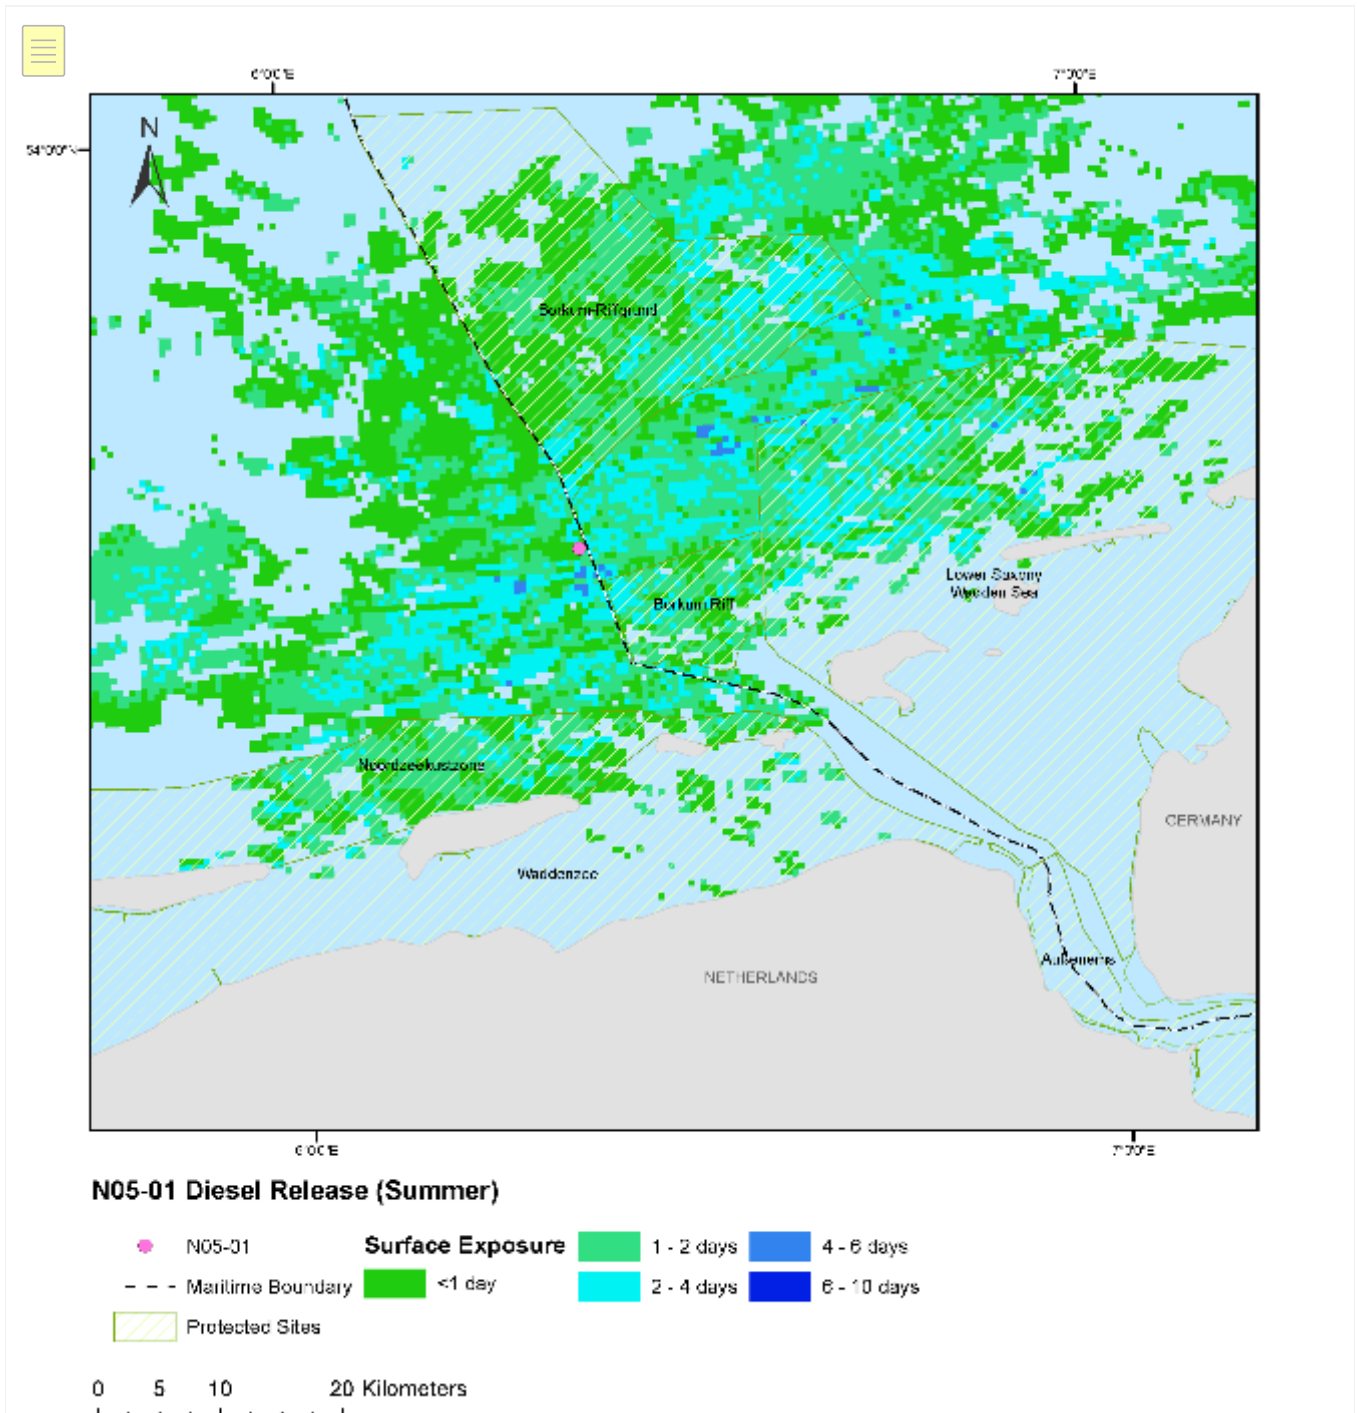 6°0'0"E
7°0'0"E
N
54°0'0"N
Borkum-Riffgrund
Lower Saxony
Wadden Sea
Borkum Riff
Noordzeekustzone
GERMANY
Waddenzee
NETHERLANDS
Außenems
6°0'0"E
7°0'0"E
N05-01 Diesel Release (Summer)
N05-01 Surface Exposure 1 - 2 days 4 - 6 days
Maritime Boundary <1 day 2 - 4 days 6 - 10 days
Protected Sites
0 5 10 20 Kilometers